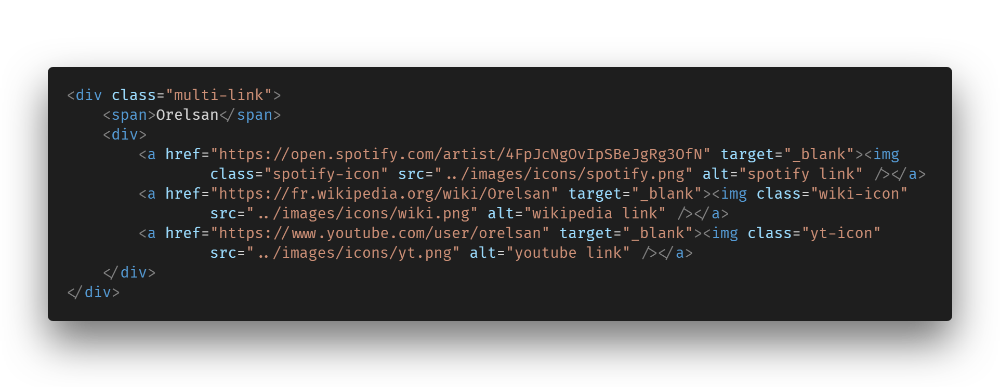 <div class="multi-link">
    <span>Orelsan</span>
    <div>
        <a href="https://open.spotify.com/artist/4FpJcNgOvIpSBeJgRg3OfN" target="_blank"><img
                class="spotify-icon" src="../images/icons/spotify.png" alt="spotify link" /></a>
        <a href="https://fr.wikipedia.org/wiki/Orelsan" target="_blank"><img class="wiki-icon"
                src="../images/icons/wiki.png" alt="wikipedia link" /></a>
        <a href="https://www.youtube.com/user/orelsan" target="_blank"><img class="yt-icon"
                src="../images/icons/yt.png" alt="youtube link" /></a>
    </div>
</div>